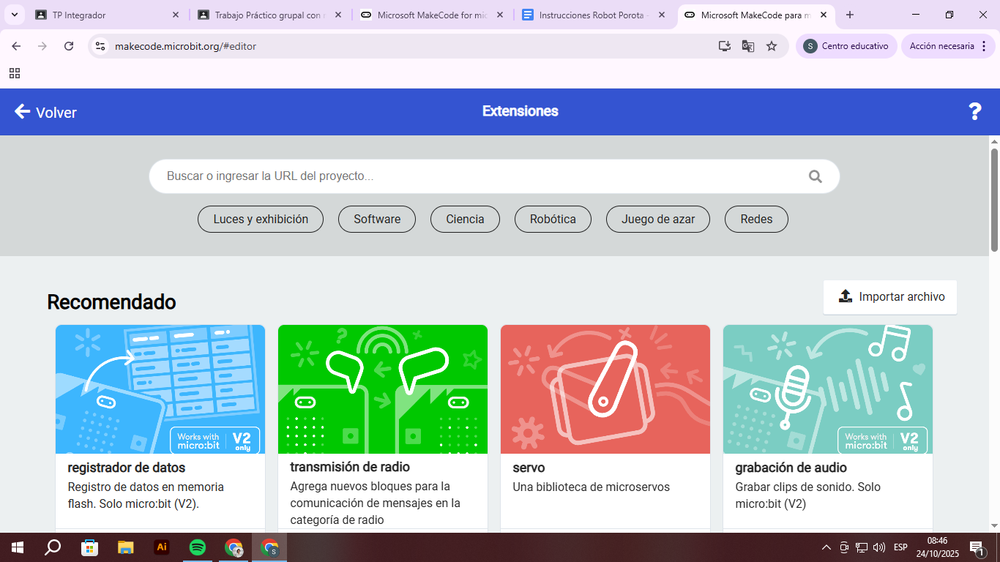 TP Integrador
Trabajo Práctico grupal con m
Microsoft MakeCode for mic
Instrucciones Robot Porota -
Microsoft MakeCode para m
makecode.microbit.org/#editor
S
Centro educativo
Acción necesaria
Volver
Extensiones
?
Buscar o ingresar la URL del proyecto...
Luces y exhibición
Software
Ciencia
Robótica
Juego de azar
Redes
Recomendado
Importar archivo
Works with
micro:bit
V2
only
registrador de datos
Registro de datos en memoria
flash. Solo micro:bit (V2).
transmisión de radio
Agrega nuevos bloques para la
comunicación de mensajes en la
categoría de radio
servo
Una biblioteca de microservos
Works with
micro:bit
V2
only
grabación de audio
Grabar clips de sonido. Solo
micro:bit (V2)
Ai
S
ESP
08:46
24/10/2025
1